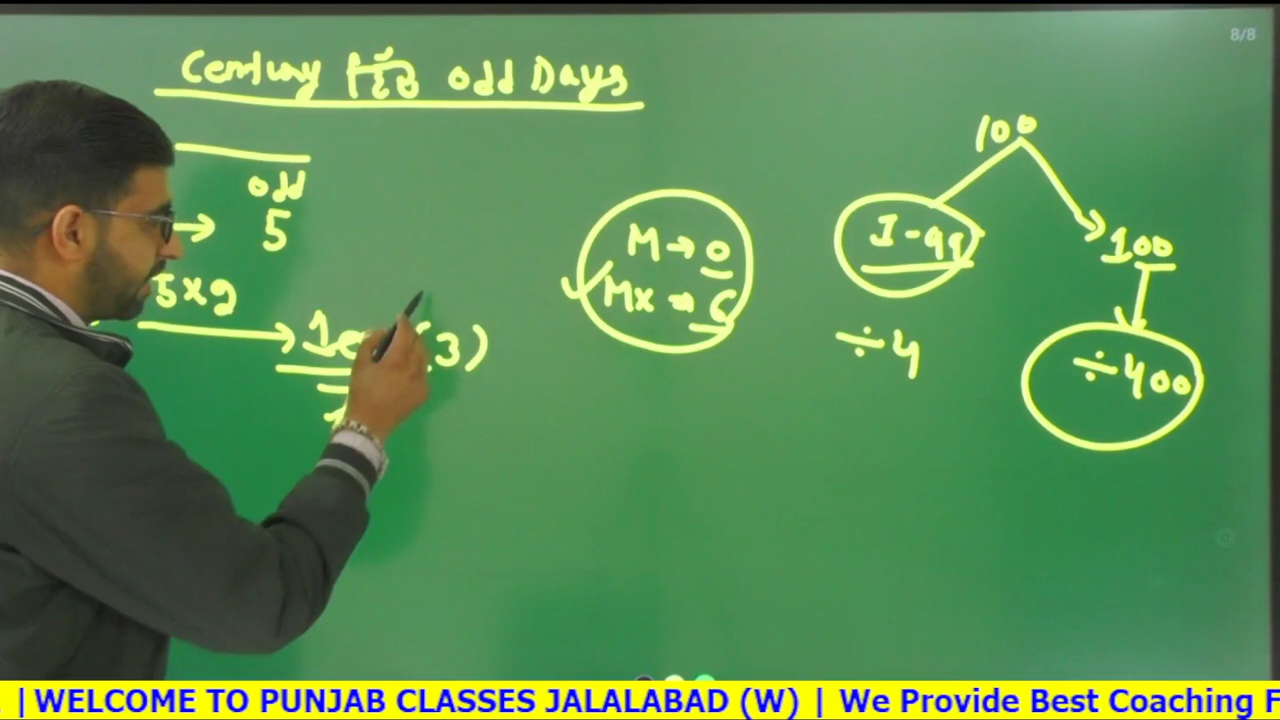 8/8
Century ਵਿੱਚ odd Days
odd
→ 5
5×2
→ (3)
M → 0
Mx → 6
100
1-99
100
÷4
÷400
| WELCOME TO PUNJAB CLASSES JALALABAD (W) | We Provide Best Coaching F